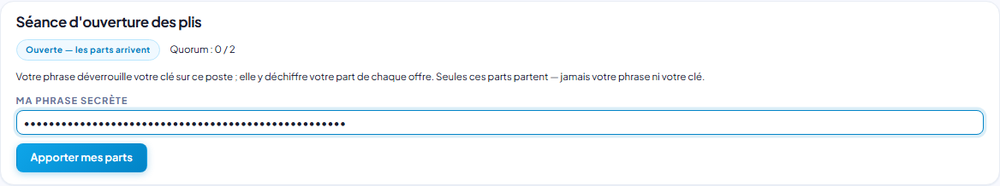 Séance d'ouverture des plis
Ouverte — les parts arrivent Quorum : 0 / 2
Votre phrase déverrouille votre clé sur ce poste ; elle y déchiffre votre part de chaque offre. Seules ces parts partent — jamais votre phrase ni votre clé.
MA PHRASE SECRÈTE
••••••••••••••••••••••••••••••••••••••••••••••••••••
Apporter mes parts